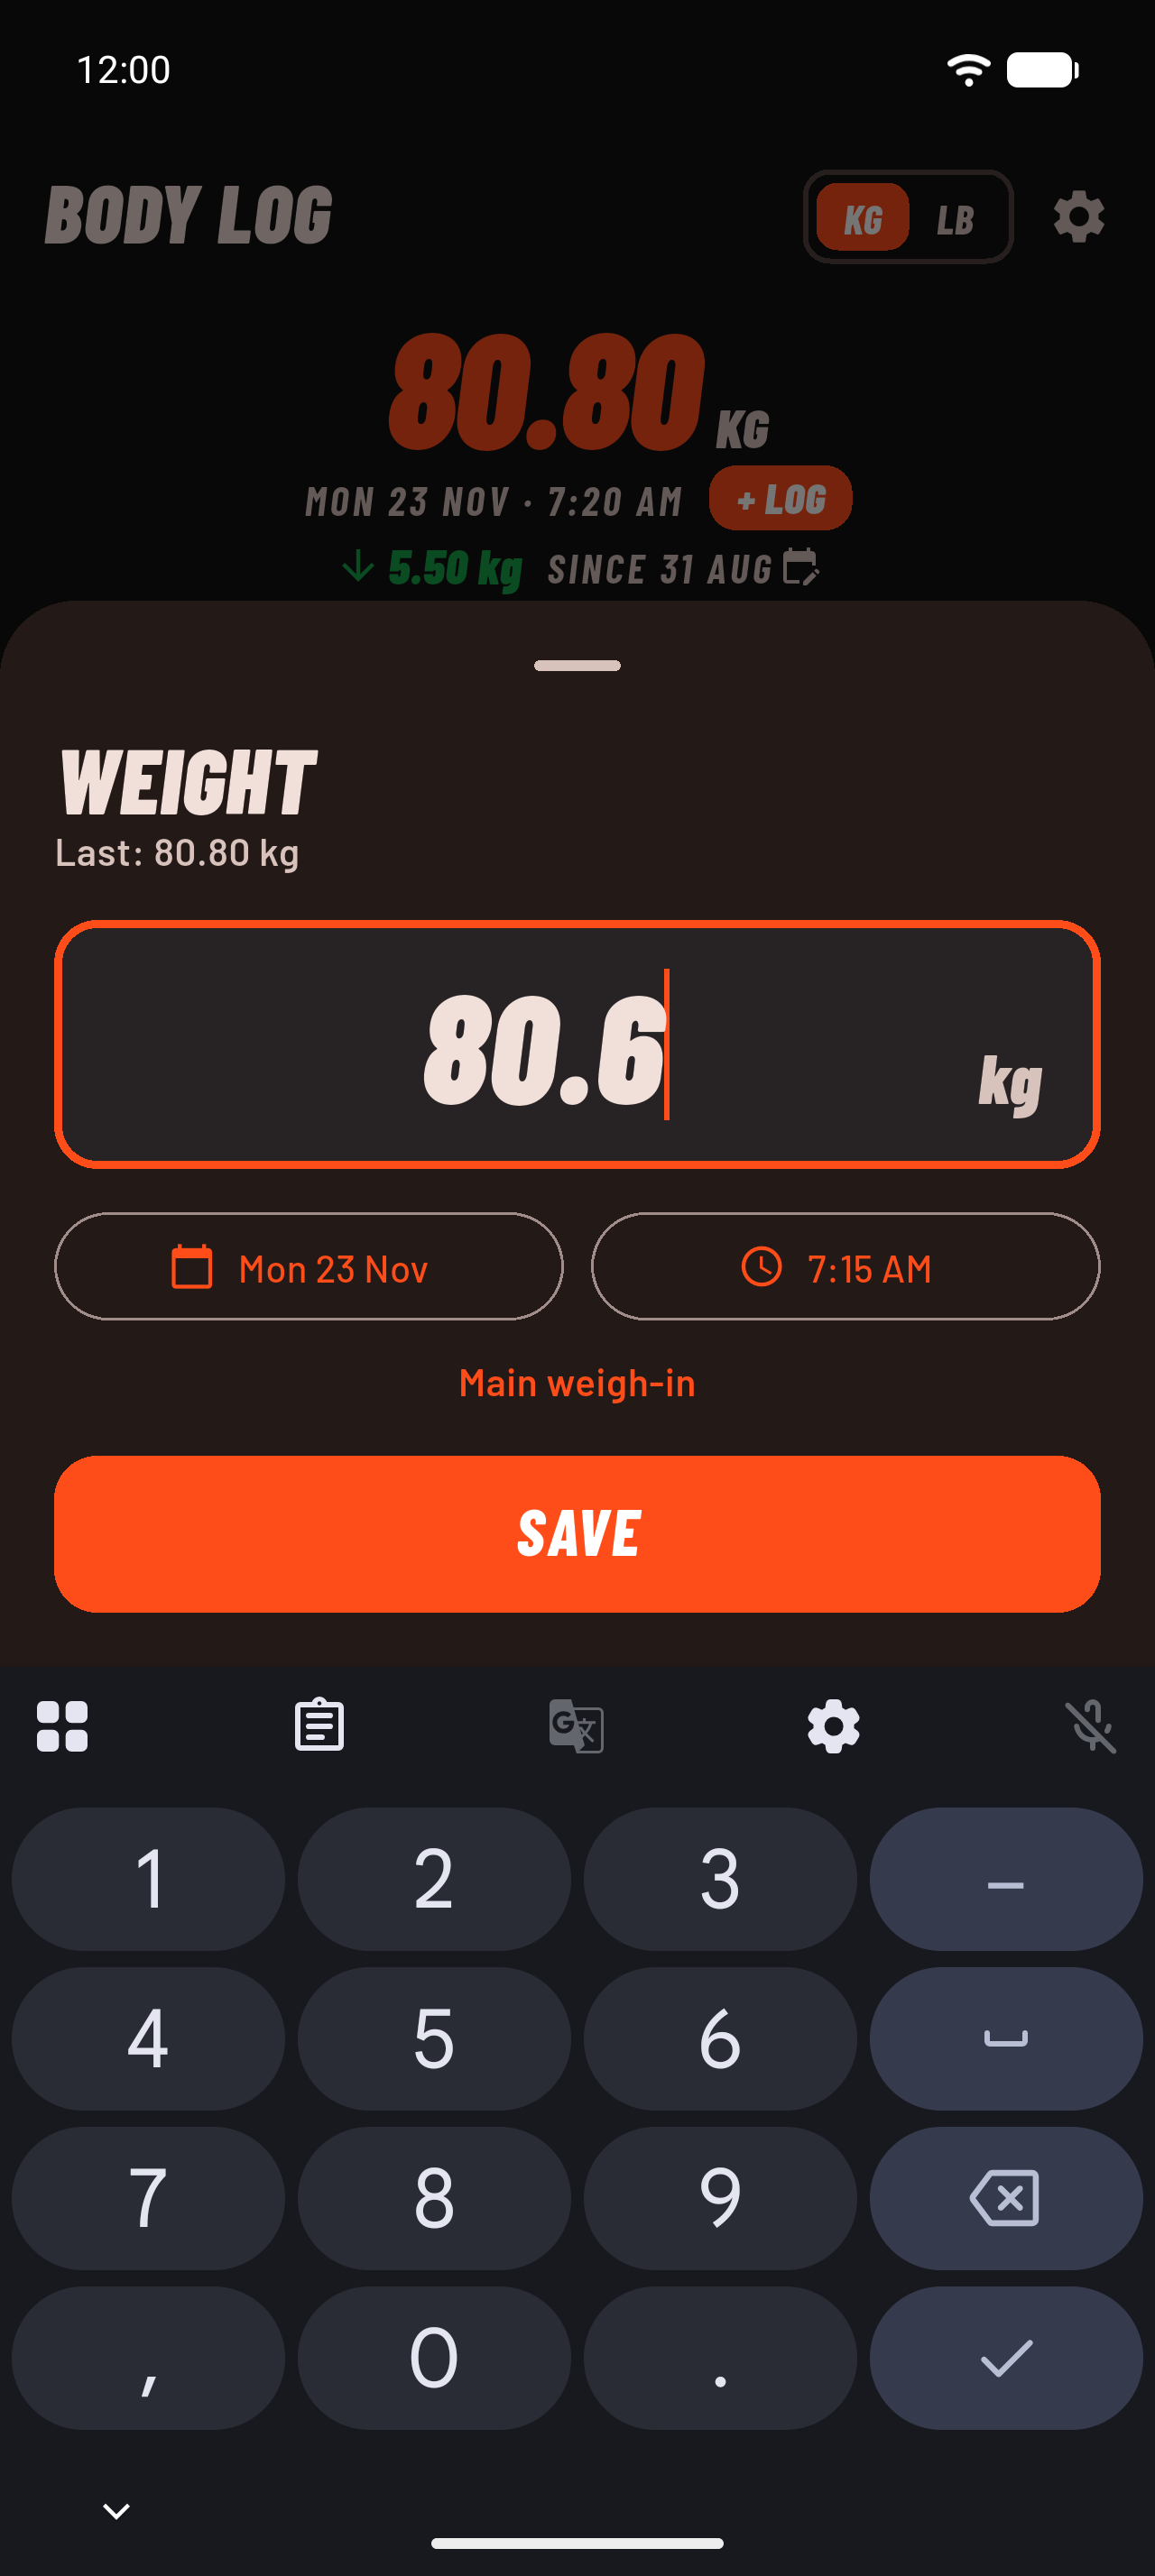 12:00
BODY LOG
KG LB
80.80 KG
MON 23 NOV · 7:20 AM + LOG
5.50 kg SINCE 31 AUG
WEIGHT
Last: 80.80 kg
80.6 kg
Mon 23 Nov 7:15 AM
Main weigh-in
SAVE
1 2 3 –
4 5 6
7 8 9
, 0 .